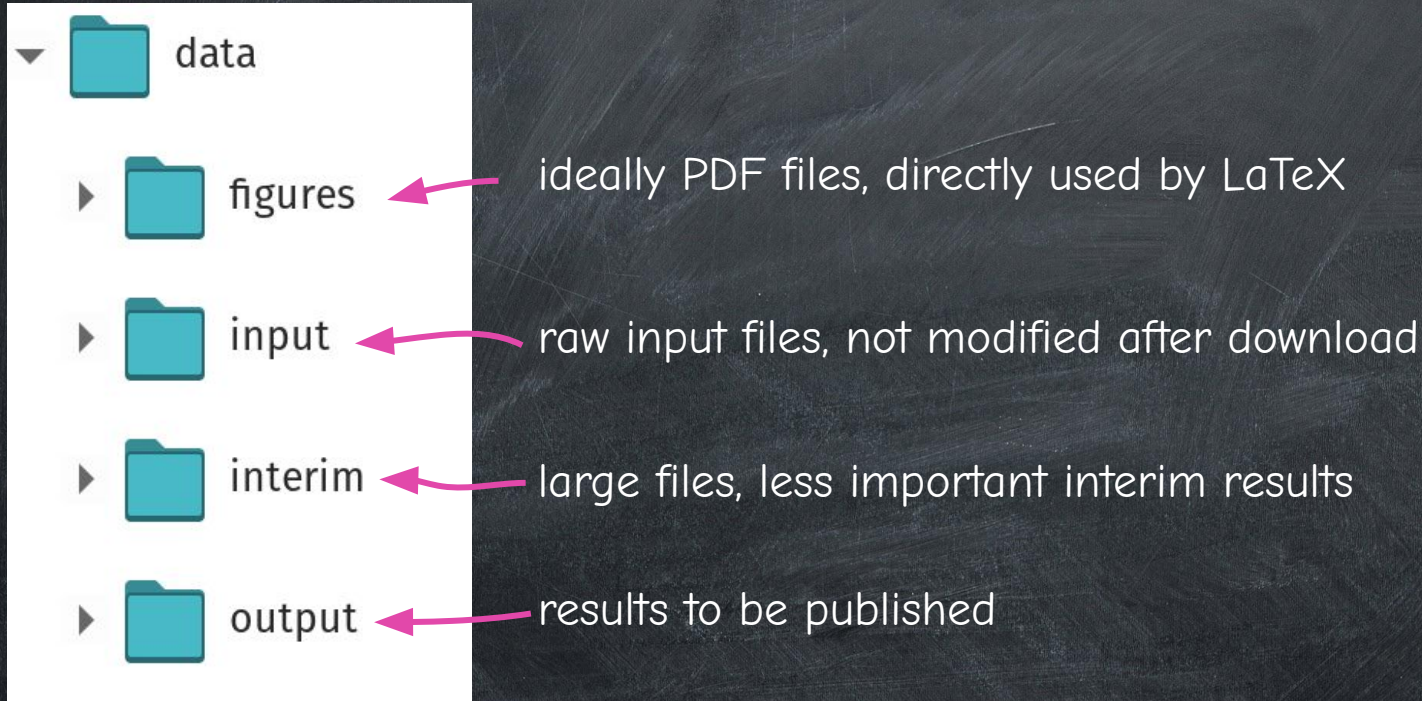 data
figures
ideally PDF files, directly used by LaTeX
input
raw input files, not modified after download
interim
large files, less important interim results
output
results to be published